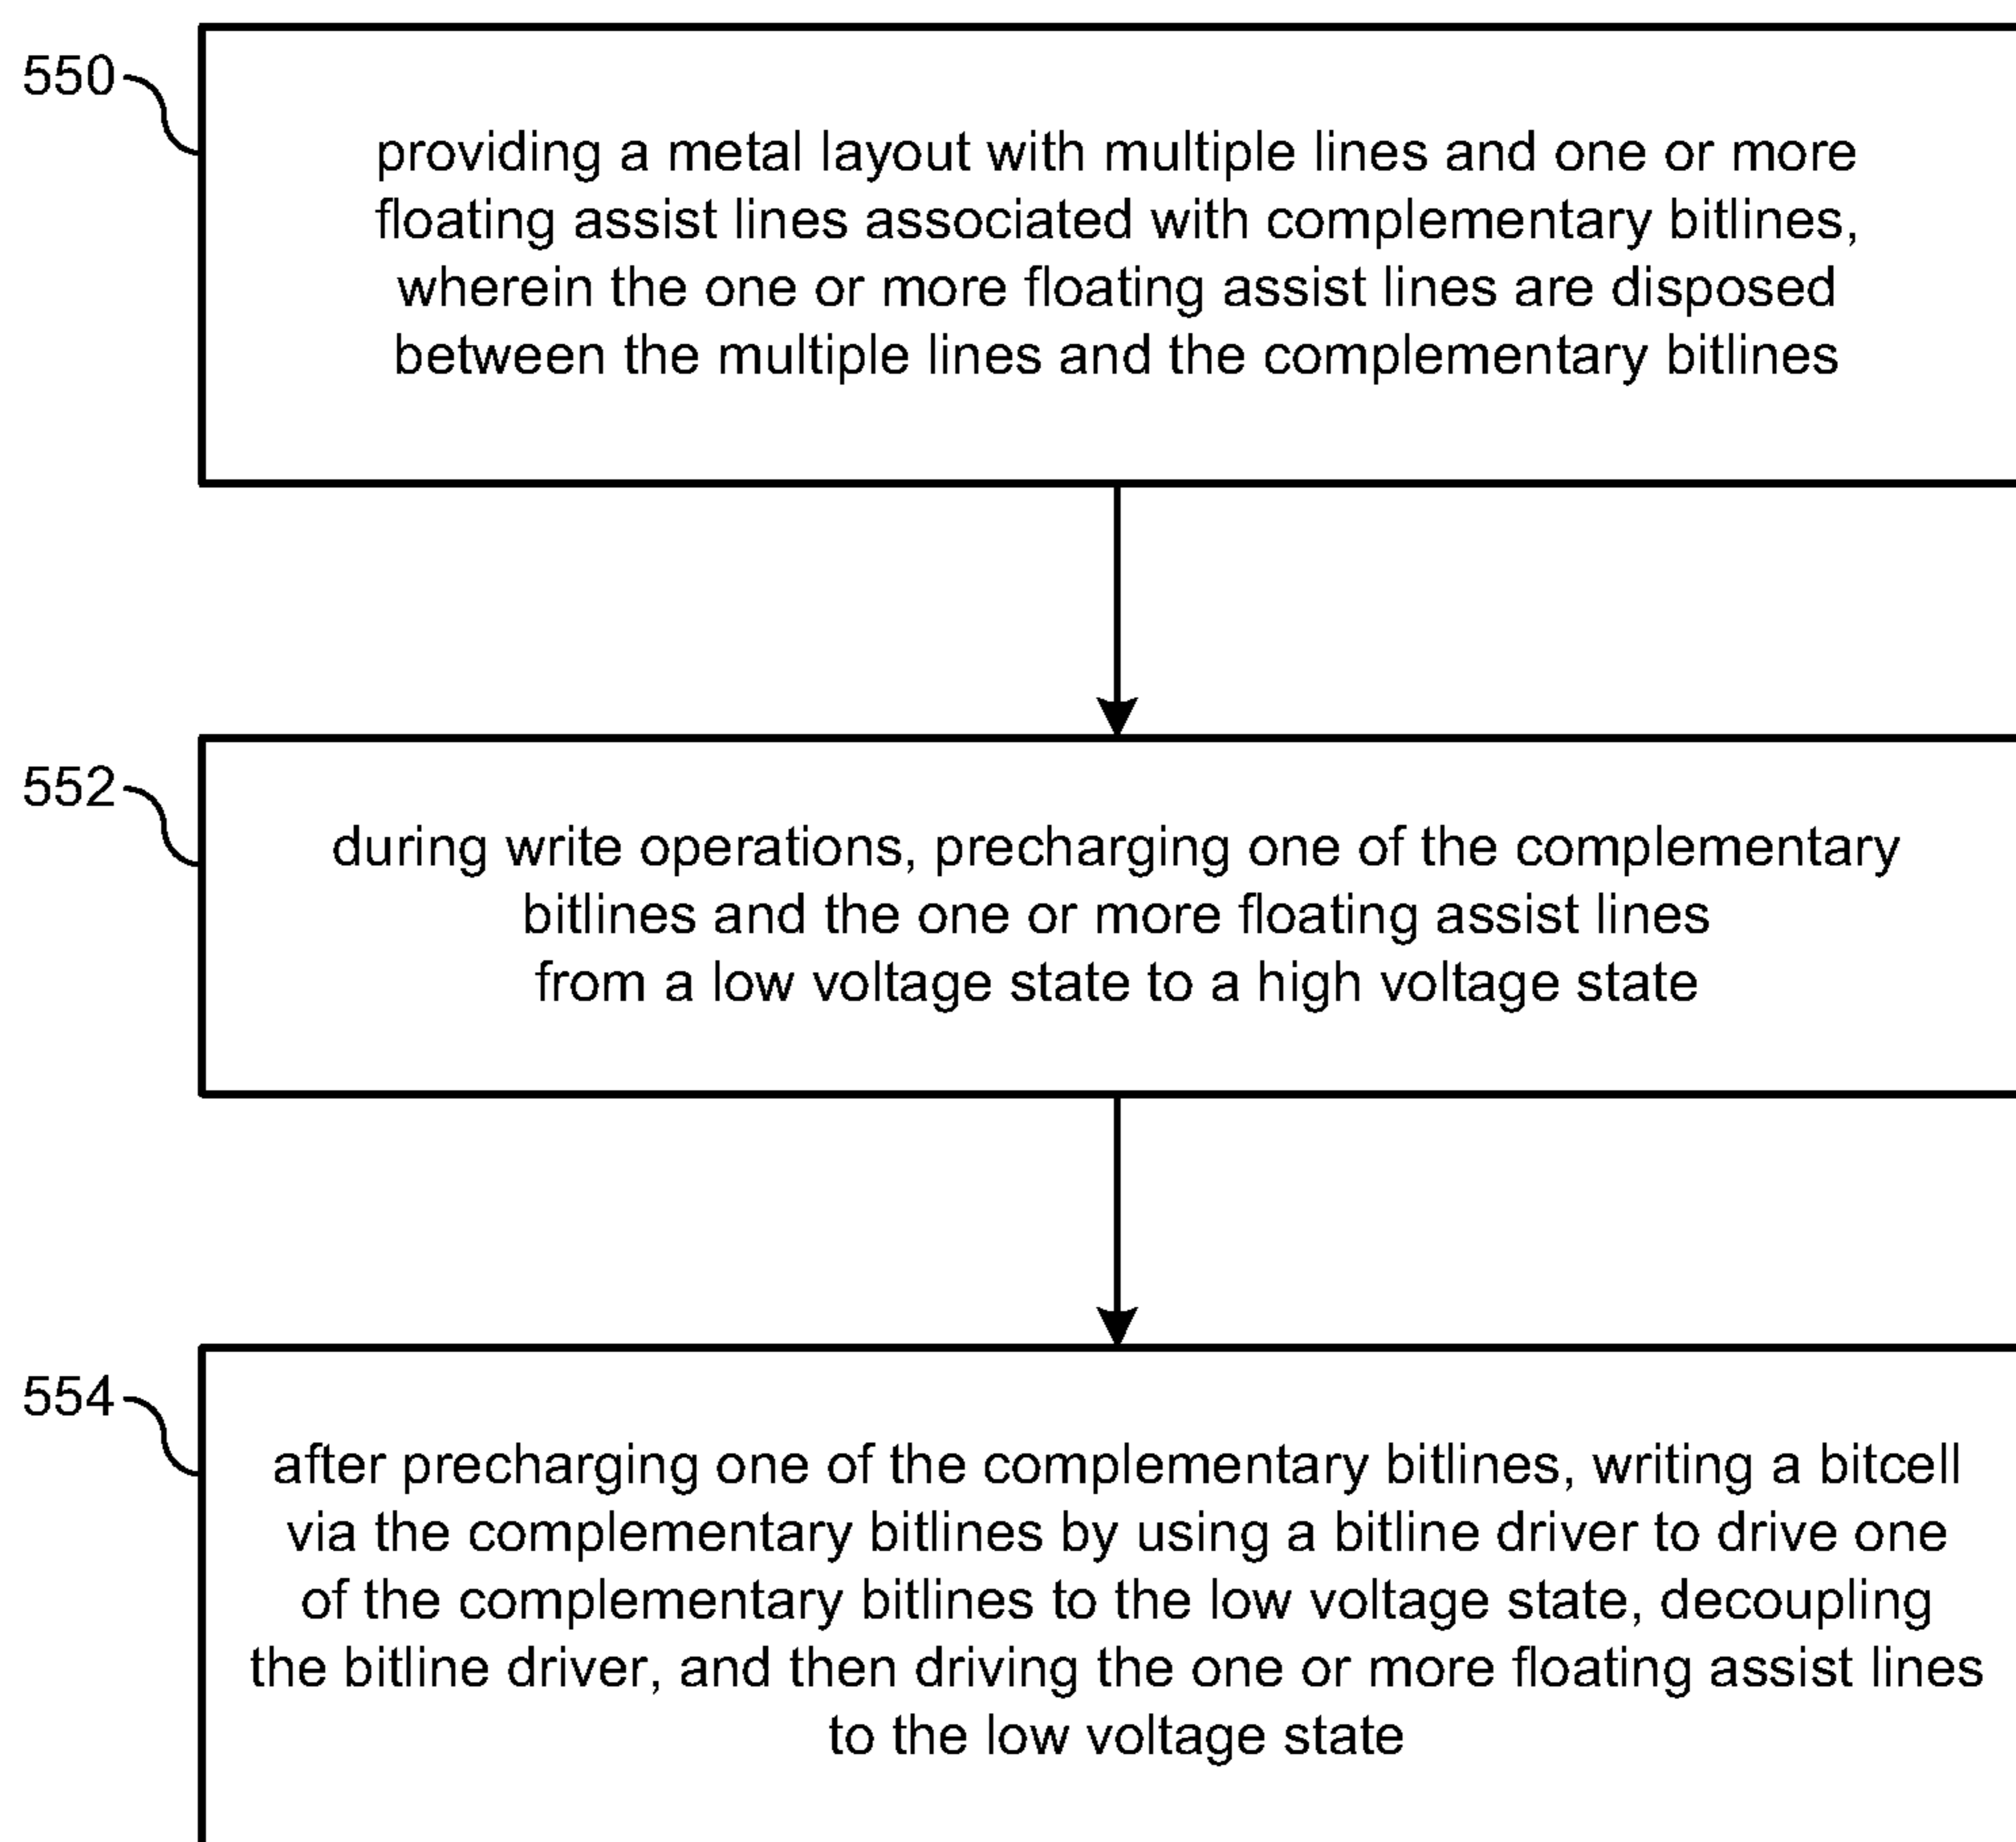 550
providing a metal layout with multiple lines and one or more
floating assist lines associated with complementary bitlines,
wherein the one or more floating assist lines are disposed
between the multiple lines and the complementary bitlines
552
during write operations, precharging one of the complementary
bitlines and the one or more floating assist lines
from a low voltage state to a high voltage state
554
after precharging one of the complementary bitlines, writing a bitcell
via the complementary bitlines by using a bitline driver to drive one
of the complementary bitlines to the low voltage state, decoupling
the bitline driver, and then driving the one or more floating assist lines
to the low voltage state